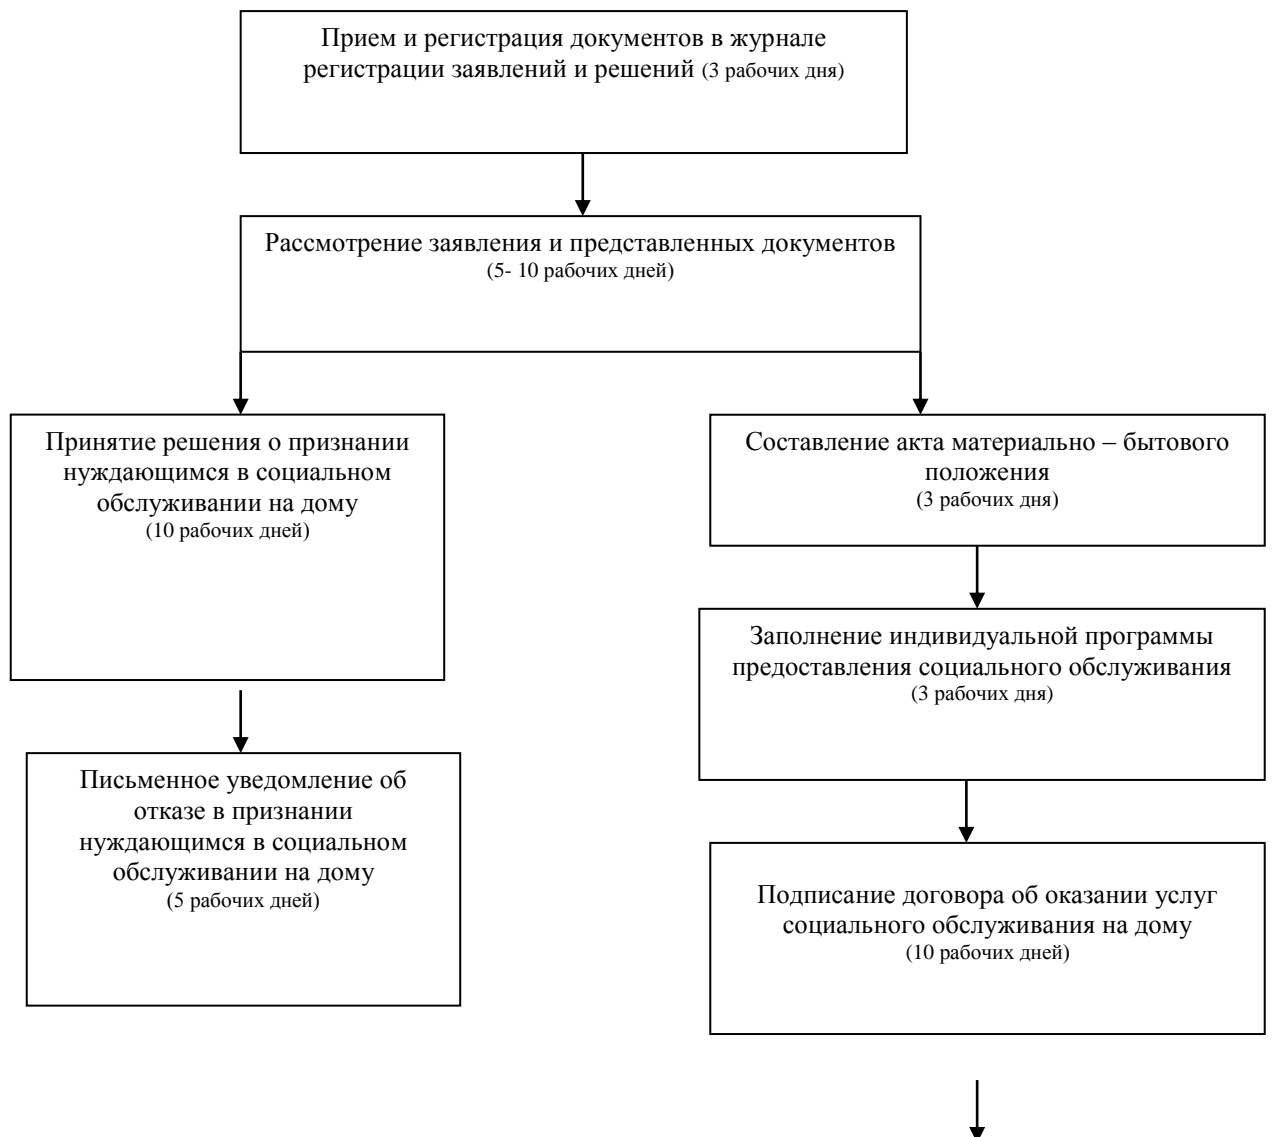 Прием и регистрация документов в журнале
регистрации заявлений и решений (3 рабочих дня)
Рассмотрение заявления и представленных документов
(5- 10 рабочих дней)
Принятие решения о признании
нуждающимся в социальном
обслуживании на дому
(10 рабочих дней)
Письменное уведомление об
отказе в признании
нуждающимся в социальном
обслуживании на дому
(5 рабочих дней)
Составление акта материально – бытового
положения
(3 рабочих дня)
Заполнение индивидуальной программы
предоставления социального обслуживания
(3 рабочих дня)
Подписание договора об оказании услуг
социального обслуживания на дому
(10 рабочих дней)